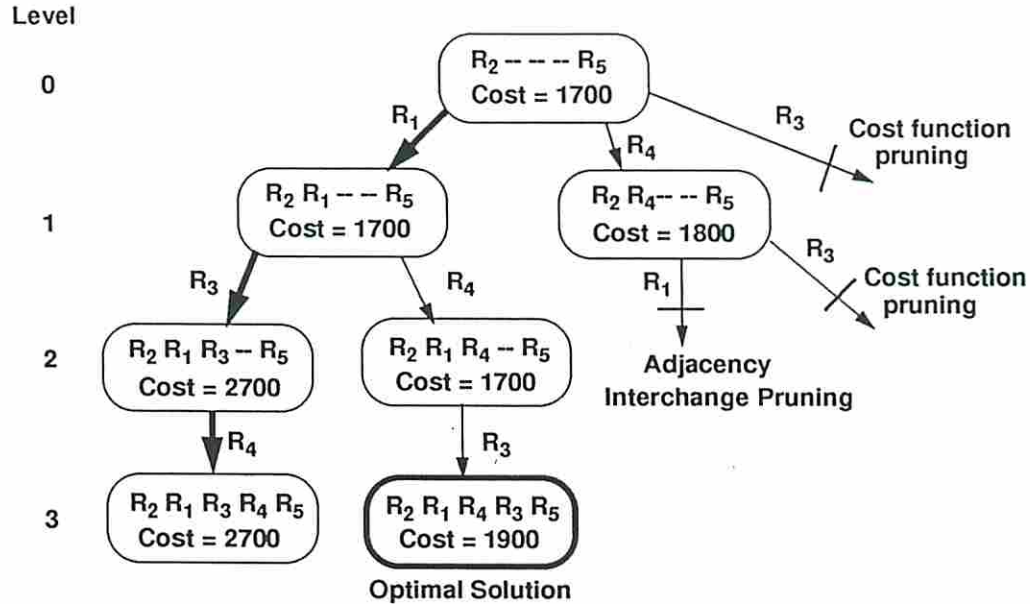 Level
0
R₂ -- -- -- R₅
Cost = 1700
R₁
R₄
R₃
Cost function
pruning
1
R₂ R₁ -- -- R₅
Cost = 1700
R₂ R₄ -- -- R₅
Cost = 1800
R₃
R₄
R₁
R₃
Cost function
pruning
2
R₂ R₁ R₃ -- R₅
Cost = 2700
R₂ R₁ R₄ -- R₅
Cost = 1700
Adjacency
Interchange Pruning
R₄
R₃
3
R₂ R₁ R₃ R₄ R₅
Cost = 2700
R₂ R₁ R₄ R₃ R₅
Cost = 1900
Optimal Solution